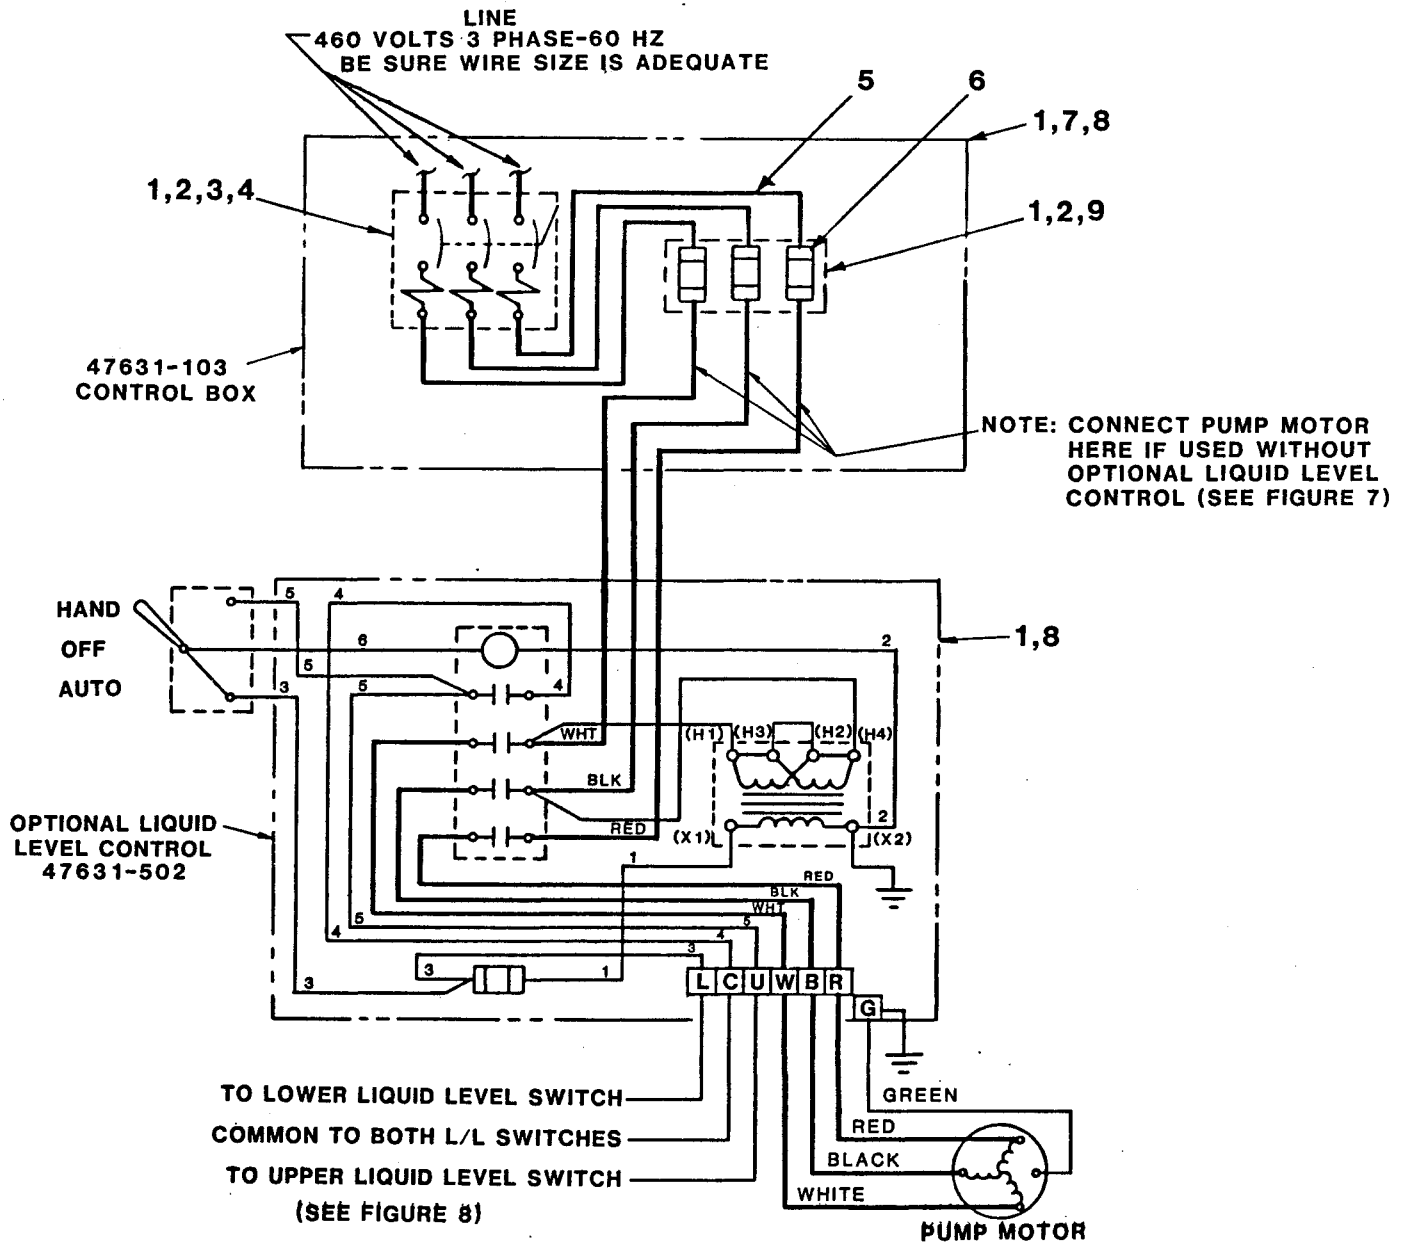 LINE
460 VOLTS 3 PHASE-60 HZ
BE SURE WIRE SIZE IS ADEQUATE
5
6
1,7,8
1,2,3,4
1,2,9
47631-103
CONTROL BOX
NOTE: CONNECT PUMP MOTOR
HERE IF USED WITHOUT
OPTIONAL LIQUID LEVEL
CONTROL (SEE FIGURE 7)
HAND
OFF
AUTO
5
4
6
2
1,8
5
5
4
3
WHT
(H1)
(H3)
(H2)
(H4)
BLK
RED
(X1)
2
(X2)
OPTIONAL LIQUID
LEVEL CONTROL
47631-502
1
RED
BLK
WHT
5
5
4
4
3
3
1
3
L C U W B R
G
TO LOWER LIQUID LEVEL SWITCH
COMMON TO BOTH L/L SWITCHES
TO UPPER LIQUID LEVEL SWITCH
(SEE FIGURE 8)
GREEN
RED
BLACK
WHITE
PUMP MOTOR